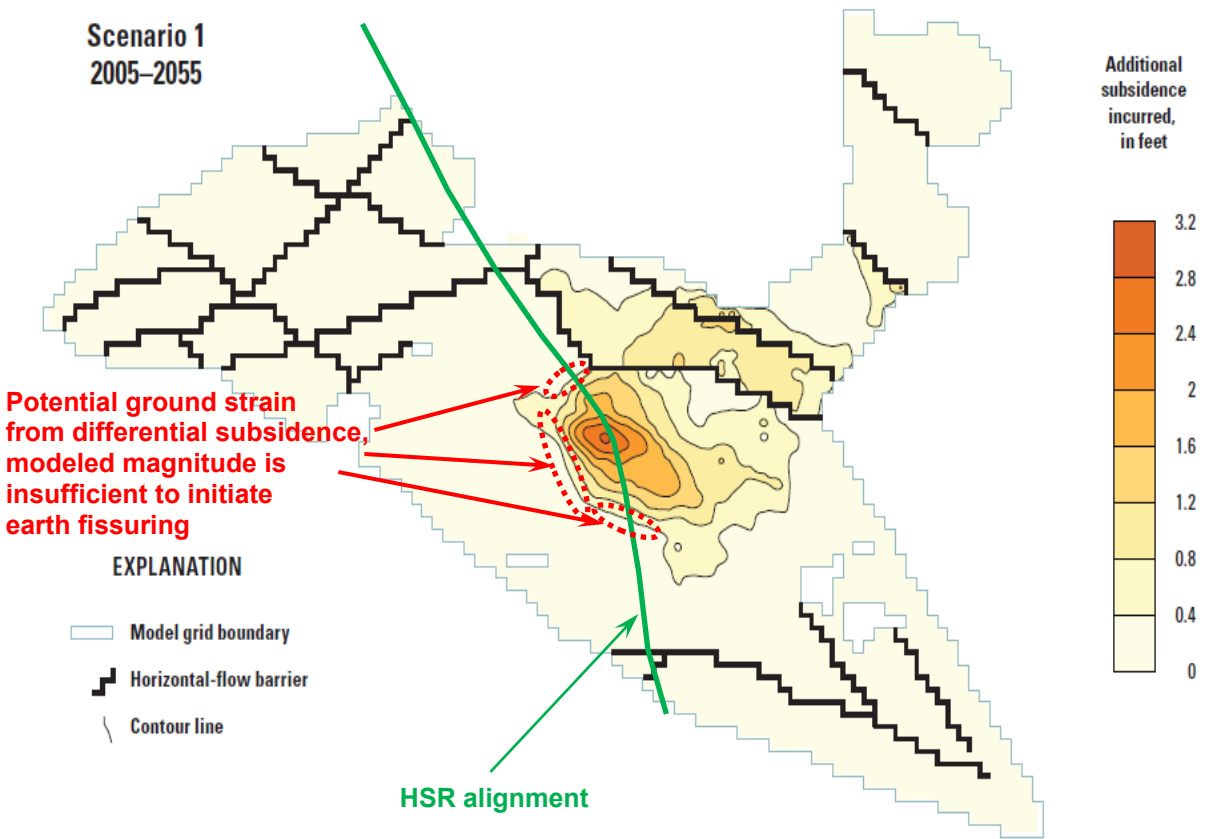 Scenario 1
2005–2055
Additional
subsidence
incurred,
in feet
3.2
2.8
2.4
2
1.6
1.2
0.8
0.4
0
Potential ground strain
from differential subsidence,
modeled magnitude is
insufficient to initiate
earth fissuring
EXPLANATION
Model grid boundary
Horizontal-flow barrier
Contour line
HSR alignment